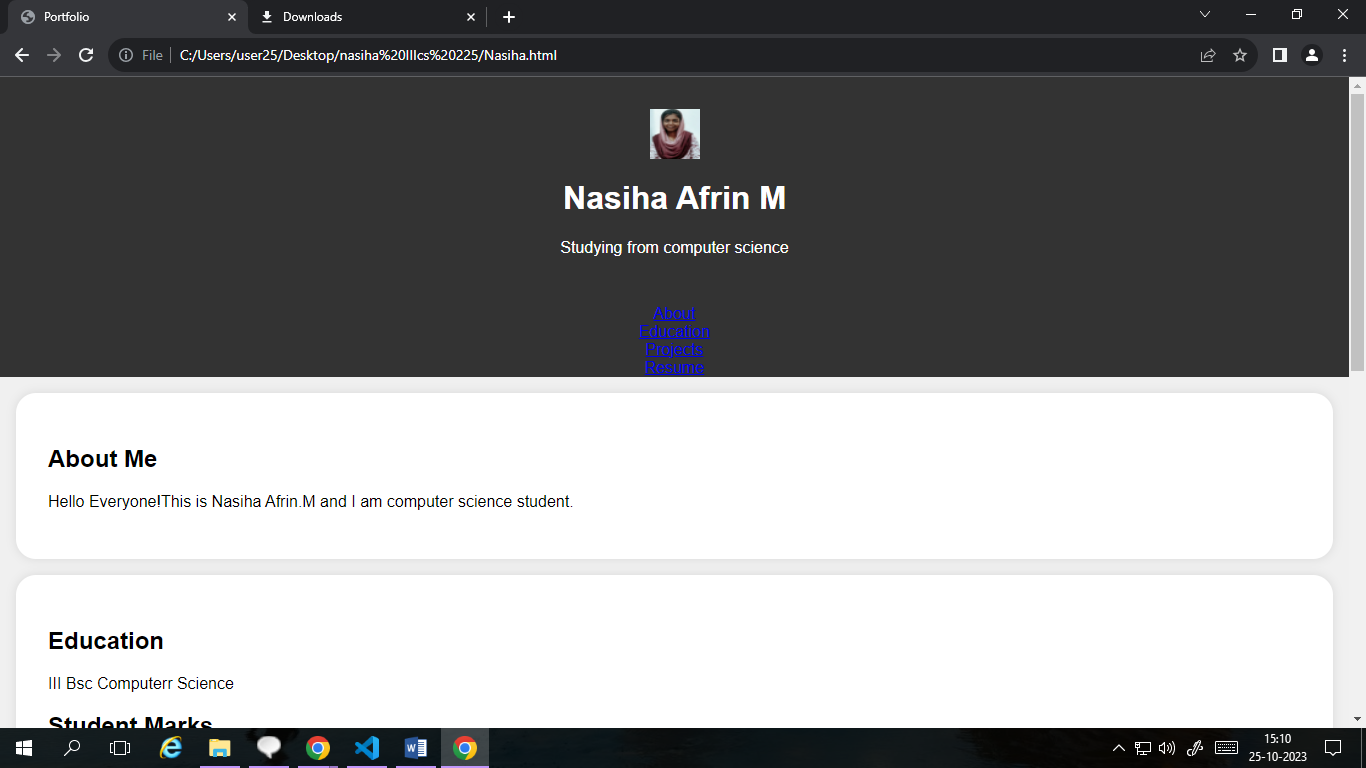 Portfolio
Downloads
File
C:/Users/user25/Desktop/nasiha%20IIIcs%20225/Nasiha.html
Nasiha Afrin M
Studying from computer science
About
Education
Projects
Resume
About Me
Hello Everyone!This is Nasiha Afrin.M and I am computer science student.
Education
III Bsc Computerr Science
Student Marks
15:10
25-10-2023